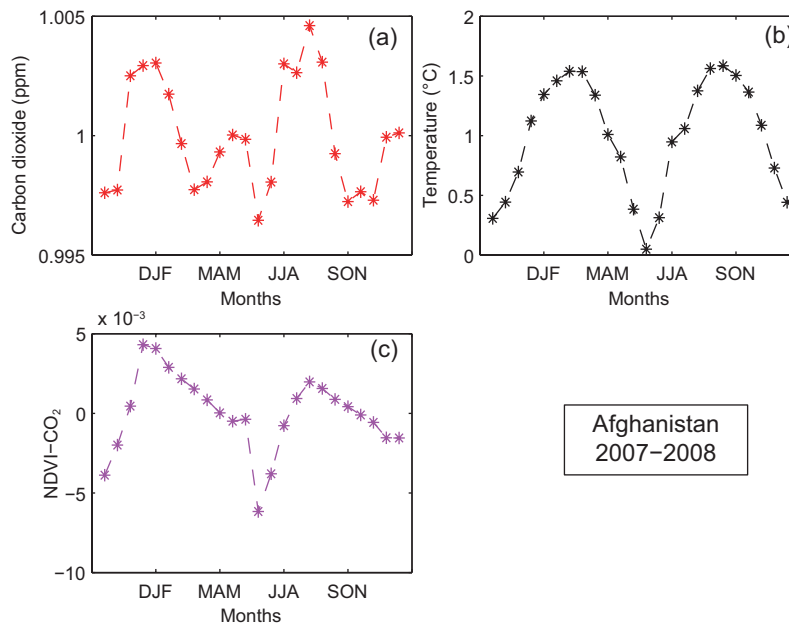 (a)
Carbon dioxide (ppm)
1.005
1
0.995
DJF MAM JJA SON
Months
(b)
Temperature (°C)
2
1.5
1
0.5
0
DJF MAM JJA SON
Months
x 10⁻³
(c)
NDVI−CO₂
5
0
−5
−10
DJF MAM JJA SON
Months
Afghanistan
2007−2008